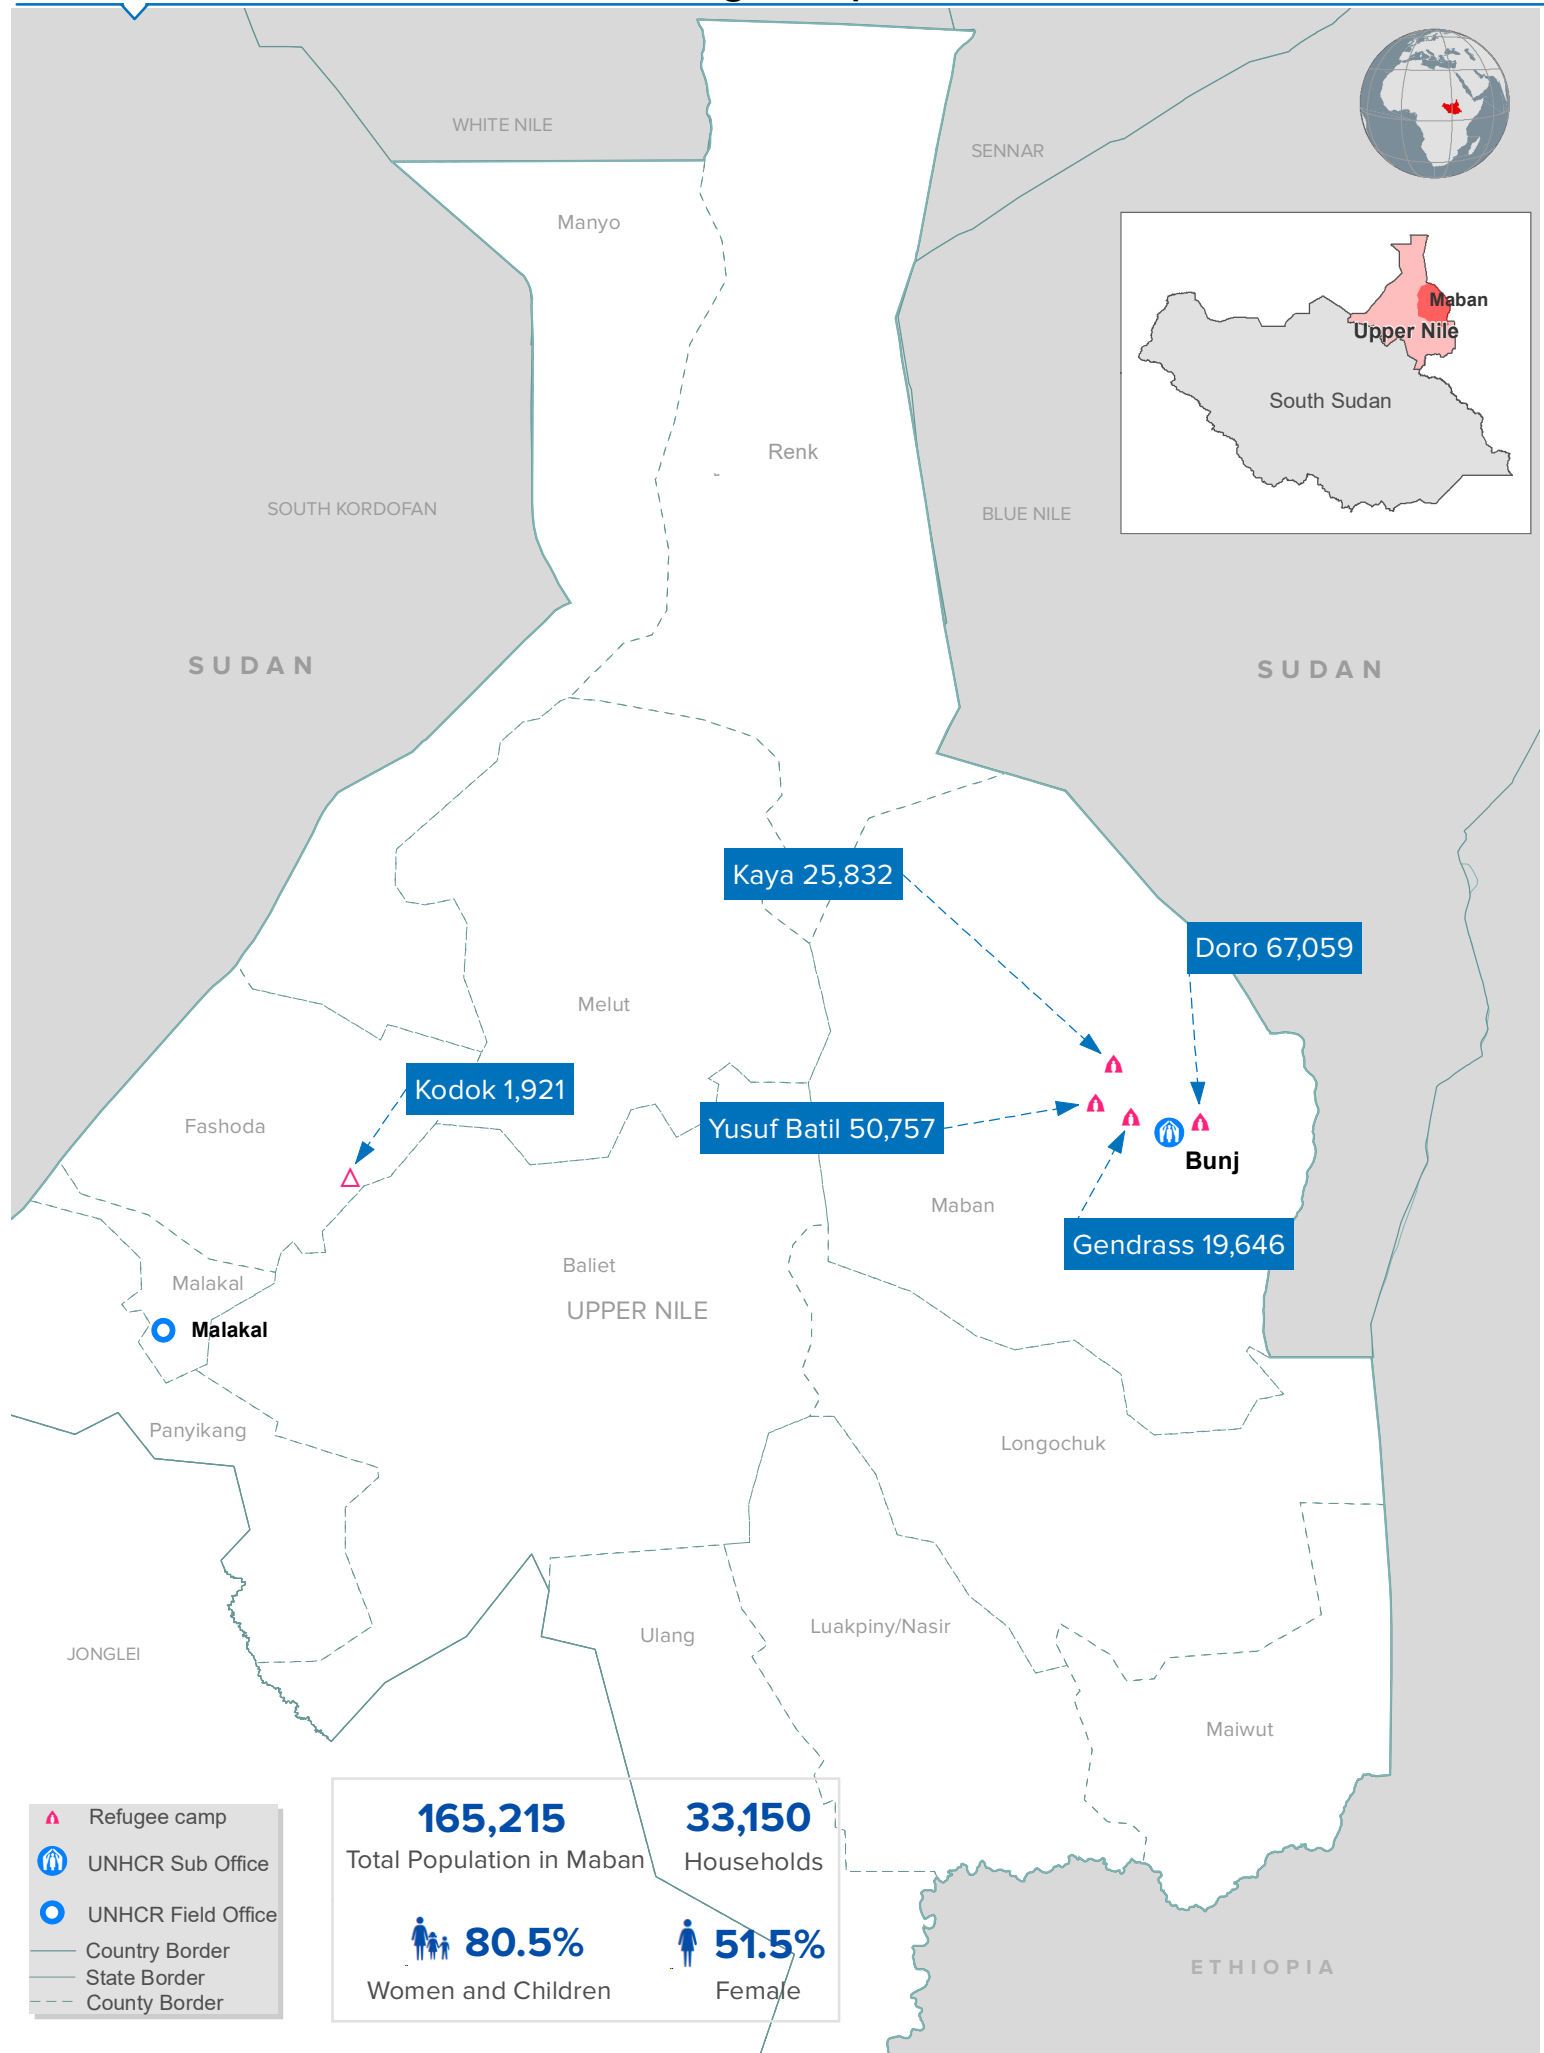 WHITE NILE
SENNAR
Manyo
Maban
Upper Nile
South Sudan
Renk
SOUTH KORDOFAN
BLUE NILE
SUDAN
SUDAN
Kaya 25,832
Doro 67,059
Melut
Kodok 1,921
Fashoda
Yusuf Batil 50,757
Bunj
Maban
Gendrass 19,646
Baliet
Malakal
UPPER NILE
Malakal
Panyikang
Longochuk
Luakpiny/Nasir
Ulang
JONGLEI
Maiwut
Refugee camp
UNHCR Sub Office
UNHCR Field Office
Country Border
State Border
County Border
165,215
Total Population in Maban
33,150
Households
80.5%
Women and Children
51.5%
Female
ETHIOPIA